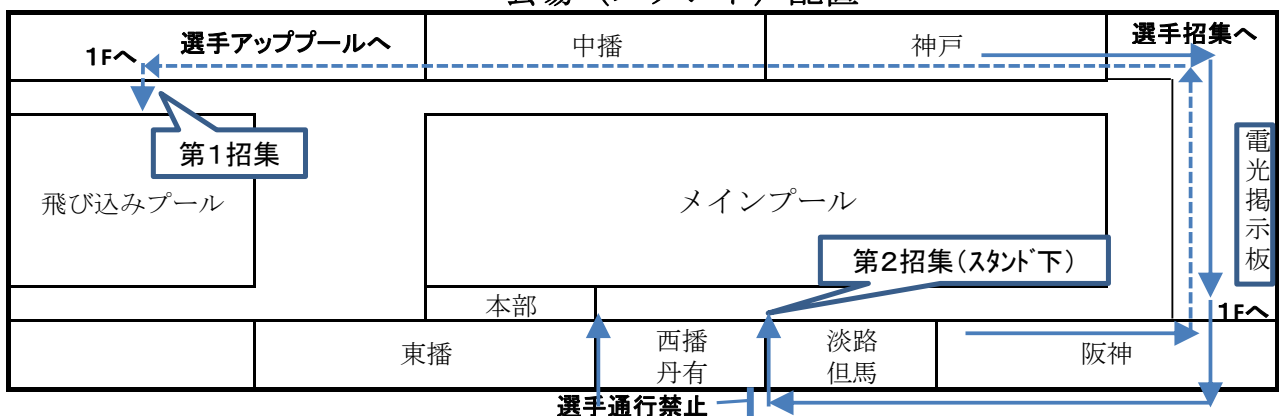 1Fへ
選手アッププールへ
中播
神戸
選手招集へ
第1招集
電光掲示板
飛び込みプール
メインプール
第2招集(スタンド下)
本部
1Fへ
東播
西播
丹有
淡路
但馬
阪神
選手通行禁止